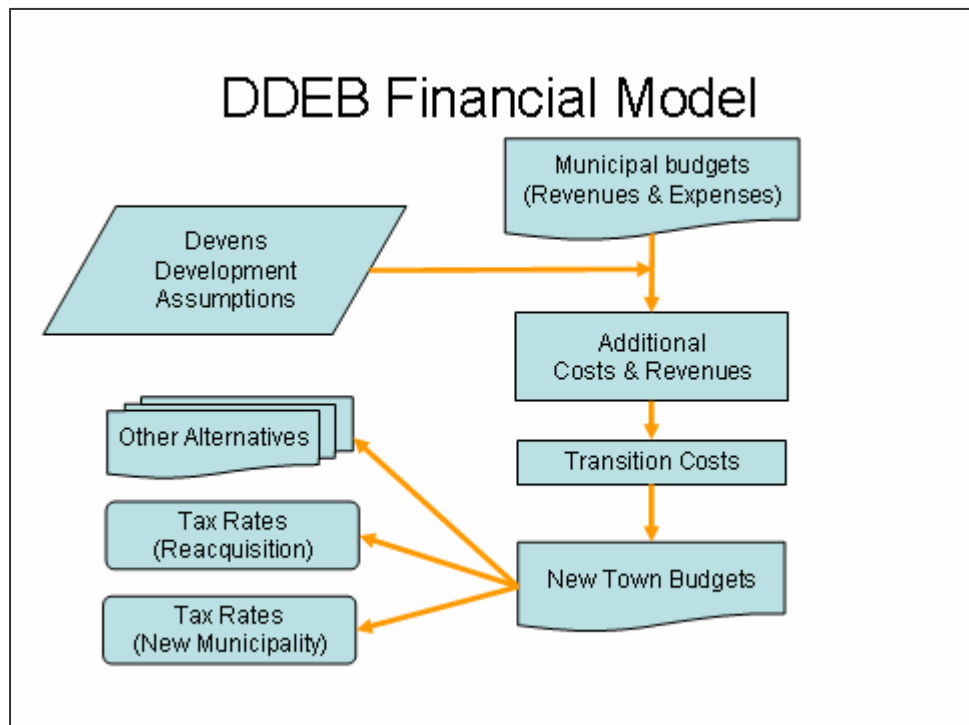 DDEB Financial Model
Municipal budgets
(Revenues & Expenses)
Devens
Development
Assumptions
Additional
Costs & Revenues
Other Alternatives
Transition Costs
Tax Rates
(Reacquisition)
New Town Budgets
Tax Rates
(New Municipality)